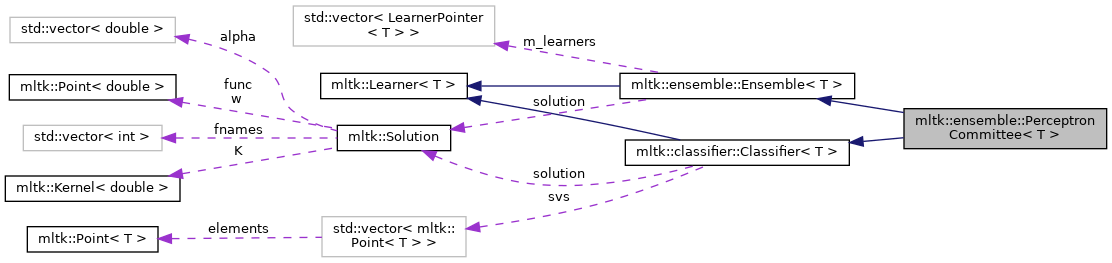 std::vector< double >
alpha
std::vector< LearnerPointer
< T > >
m_learners
mltk::Point< double >
func
w
mltk::Learner< T >
mltk::ensemble::Ensemble< T >
solution
std::vector< int >
fnames
mltk::Solution
mltk::ensemble::Perceptron
Committee< T >
K
mltk::classifier::Classifier< T >
mltk::Kernel< double >
solution
svs
mltk::Point< T >
elements
std::vector< mltk::
Point< T > >